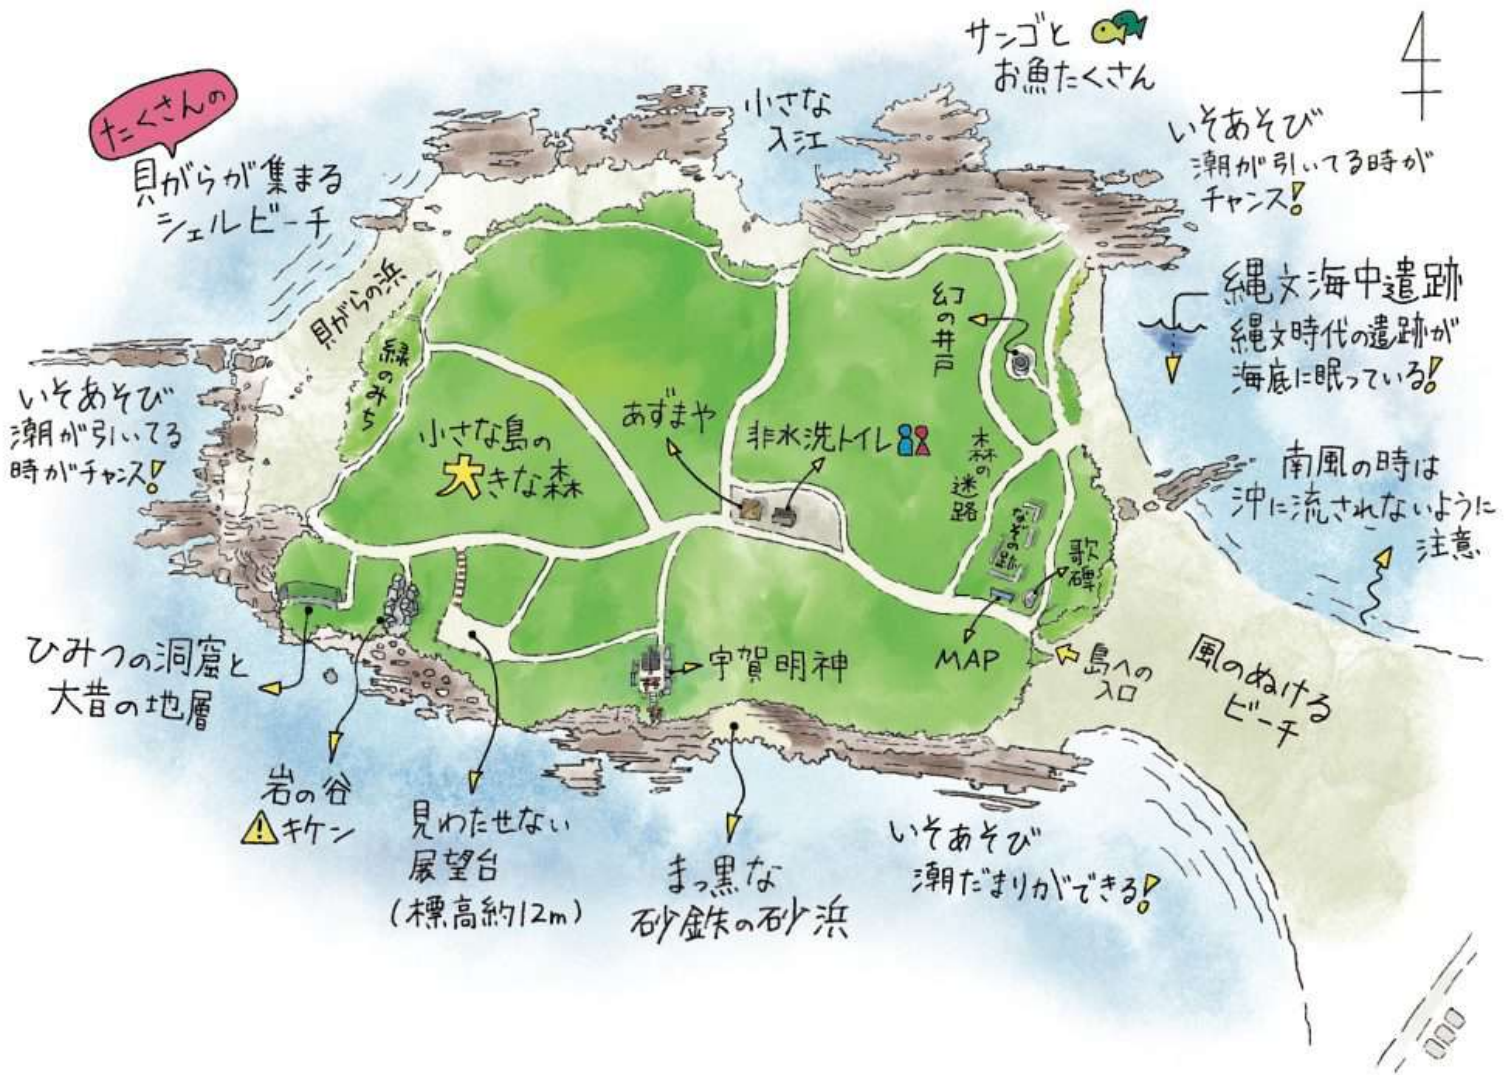 サンゴと
お魚たくさん
たくさんの
貝がらが集まる
シェルビーチ
小さな
入江
いそあそび
潮が引いてる時が
チャンス!
貝がらの浜
緑のみち
幻の井戸
縄文海中遺跡
縄文時代の遺跡が
海底に眠っている!
いそあそび
潮が引いてる
時がチャンス!
小さな島の
大きな森
あずまや
非水洗トイレ
森の迷路
なぞの跡
歌碑
南風の時は
沖に流されないように
注意
ひみつの洞窟と
大昔の地層
宇賀明神
MAP
島への
入口
風のぬける
ビーチ
岩の谷
キケン
見わたせない
展望台
(標高約12m)
まっ黒な
砂鉄の砂浜
いそあそび
潮だまりができる!